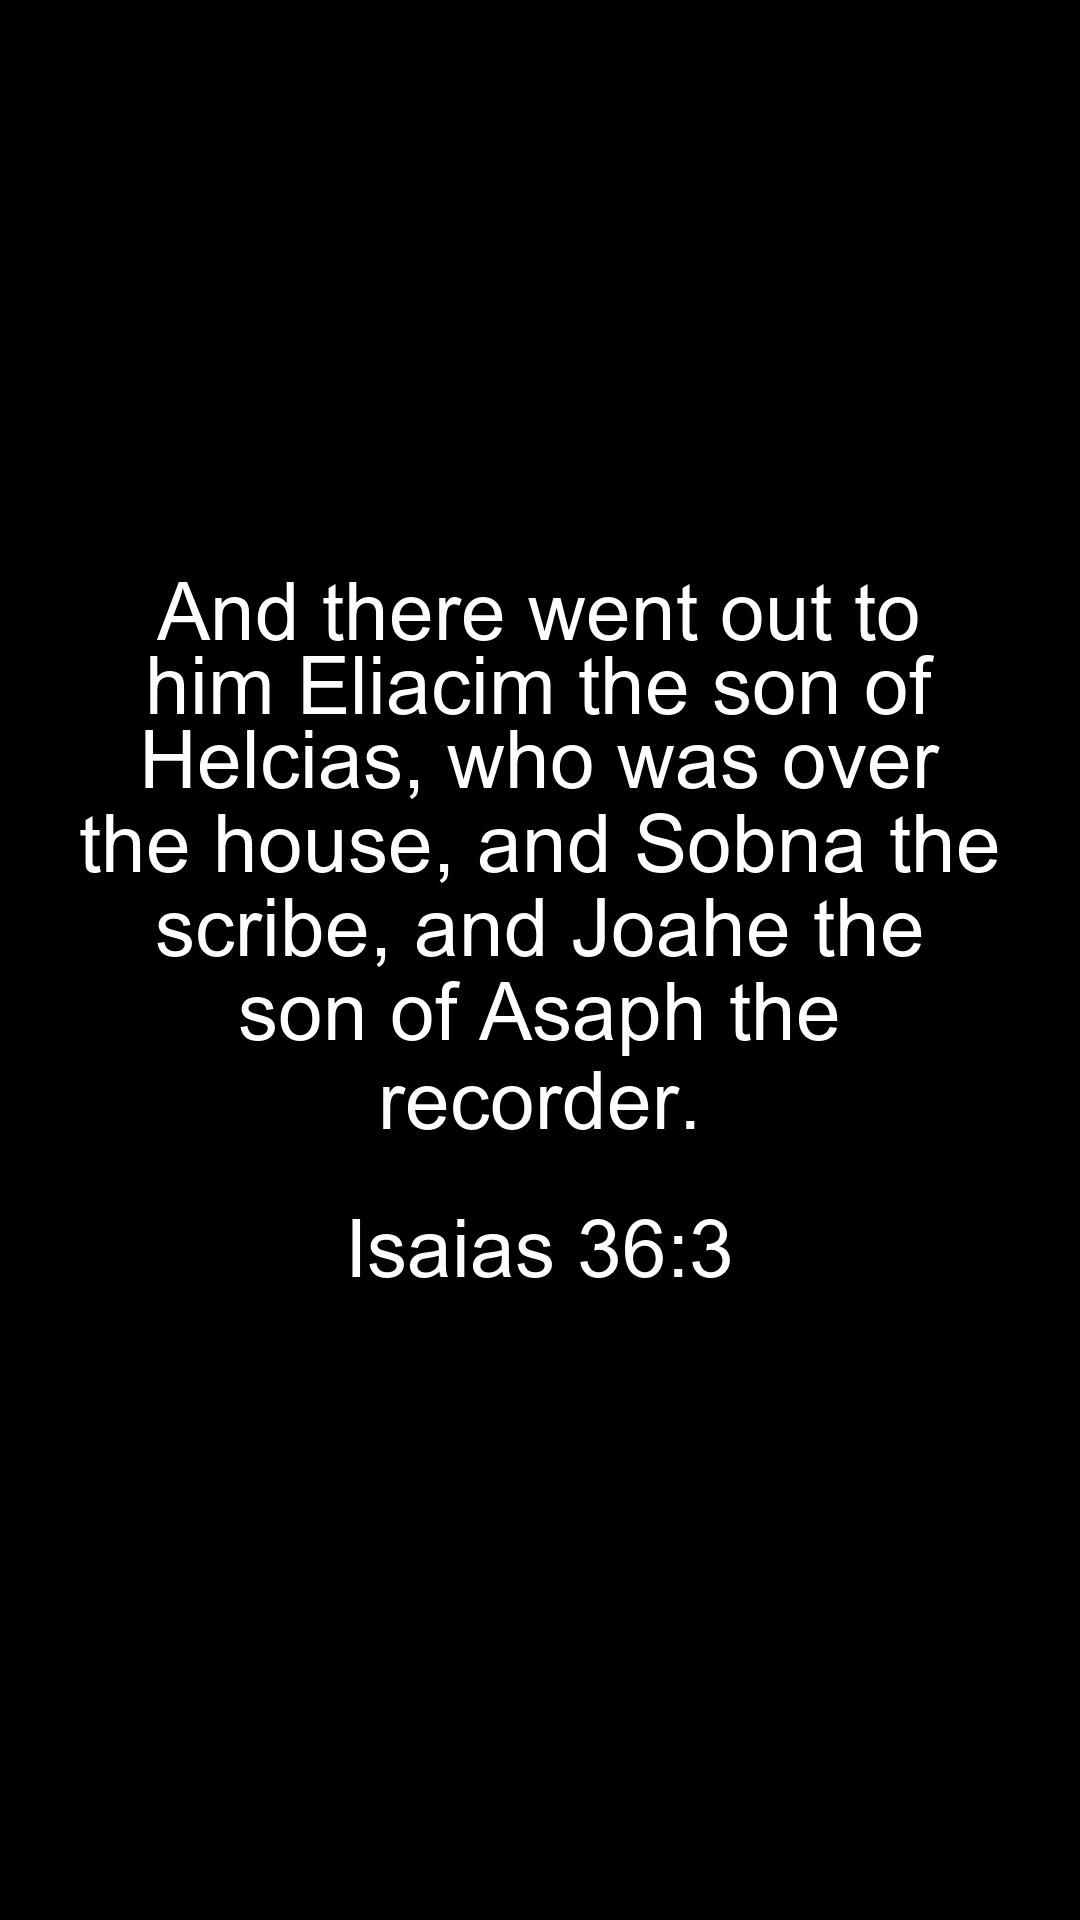 And there went out to
him Eliacim the son of
Helcias, who was over
the house, and Sobna the
scribe, and Joahe the
son of Asaph the
recorder.
Isaias 36:3